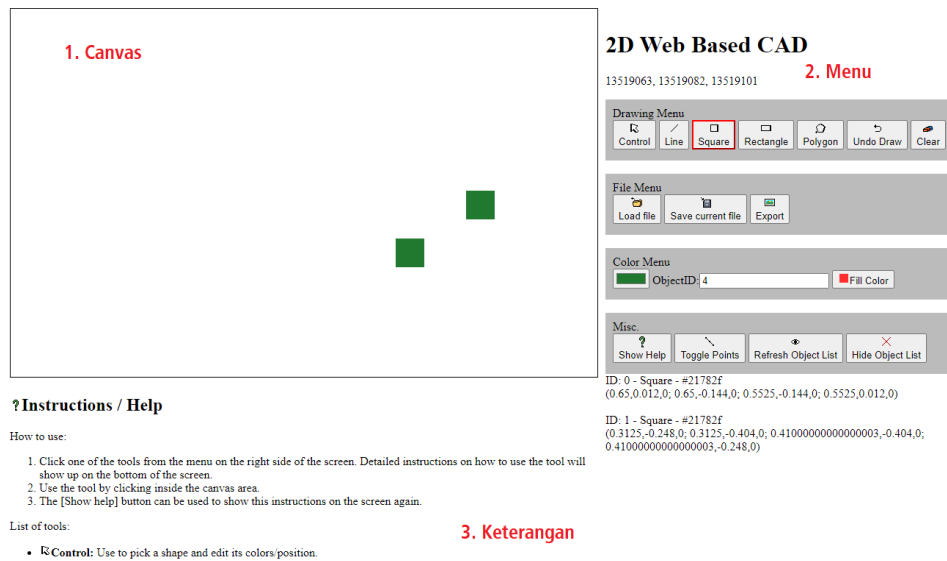 1. Canvas
2D Web Based CAD
13519063, 13519082, 13519101
2. Menu
Drawing Menu
Control Line Square Rectangle Polygon Undo Draw Clear
File Menu
Load file Save current file Export
Color Menu
ObjectID: 4 Fill Color
Misc.
? Show Help Toggle Points Refresh Object List Hide Object List
ID: 0 - Square - #21782f
(0.65,0.012,0; 0.65,-0.144,0; 0.5525,-0.144,0; 0.5525,0.012,0)
ID: 1 - Square - #21782f
(0.3125,-0.248,0; 0.3125,-0.404,0; 0.41000000000000003,-0.404,0;
0.41000000000000003,-0.248,0)
?Instructions / Help
How to use:
1. Click one of the tools from the menu on the right side of the screen. Detailed instructions on how to use the tool will
show up on the bottom of the screen.
2. Use the tool by clicking inside the canvas area.
3. The [Show help] button can be used to show this instructions on the screen again.
List of tools:
3. Keterangan
• Control: Use to pick a shape and edit its colors/position.